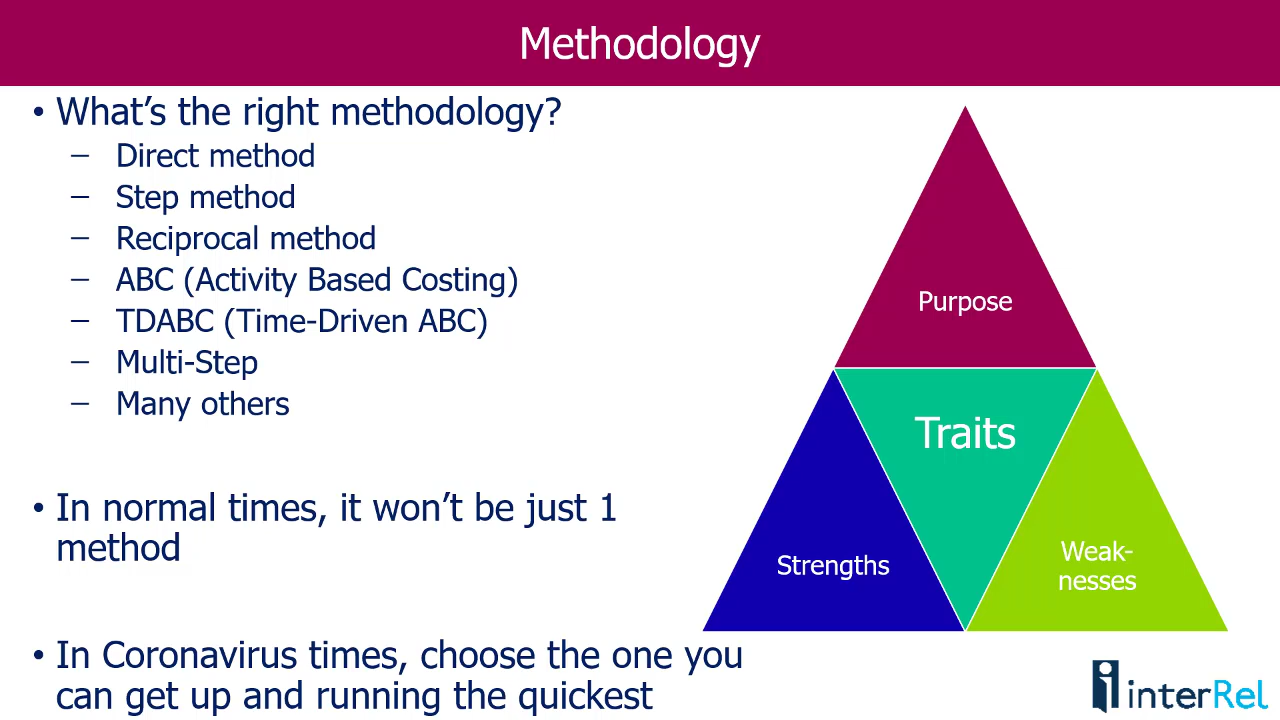 Methodology
• What's the right methodology?
– Direct method
– Step method
– Reciprocal method
– ABC (Activity Based Costing)
– TDABC (Time-Driven ABC)
– Multi-Step
– Many others
• In normal times, it won't be just 1
method
• In Coronavirus times, choose the one you
can get up and running the quickest
Purpose
Traits
Strengths
Weak-
nesses
interRel